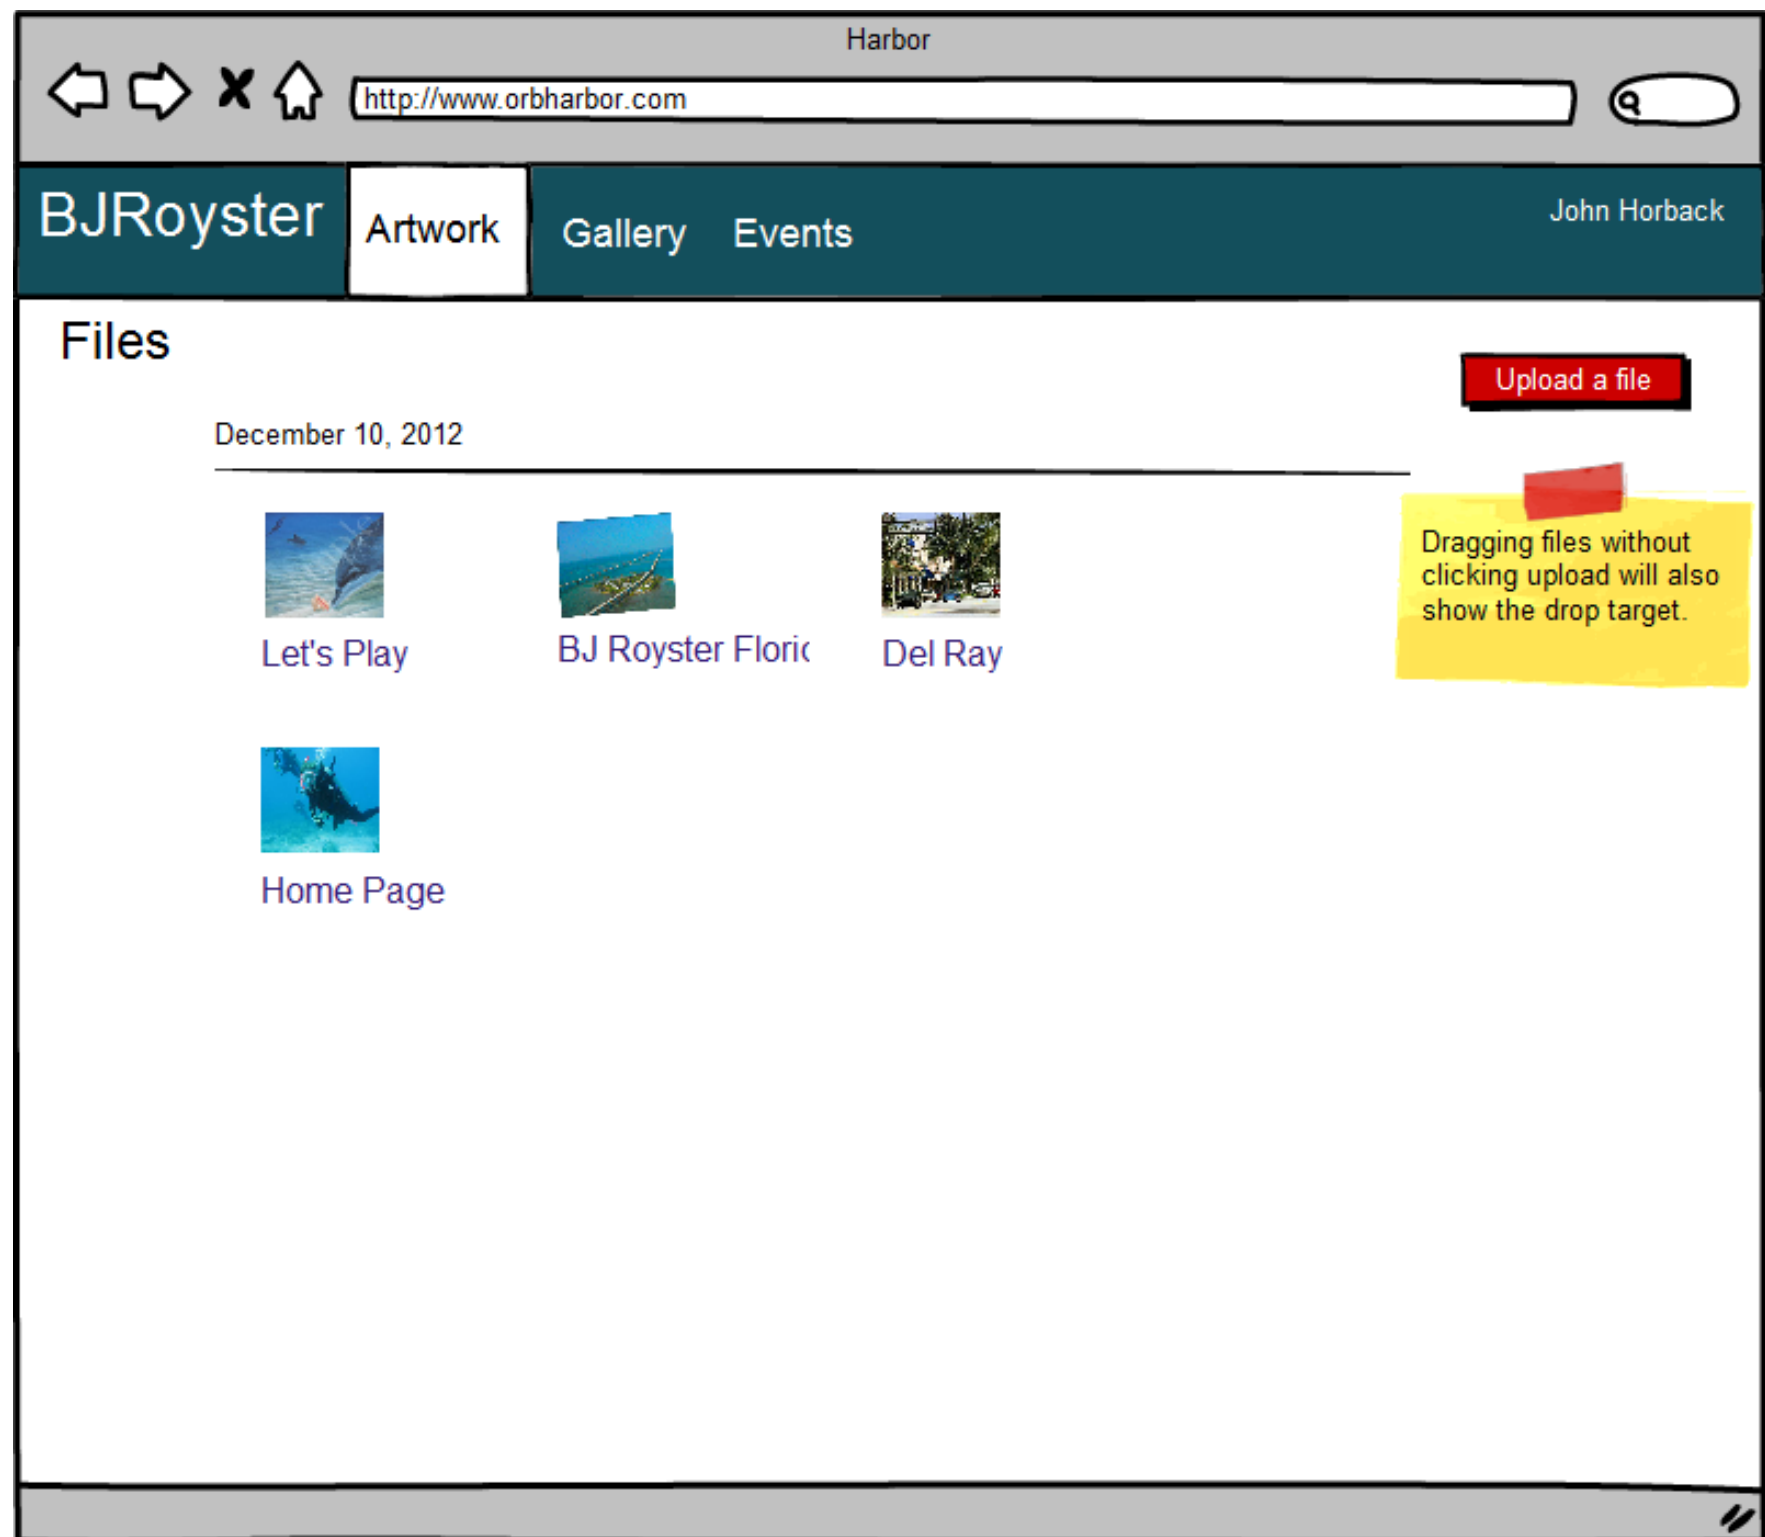 Harbor
http://www.orbharbor.com
BJRoyster
Artwork
Gallery
Events
John Horback
Files
Upload a file
December 10, 2012
Dragging files without
clicking upload will also
show the drop target.
Let's Play
BJ Royster
Del Ray
Home Page